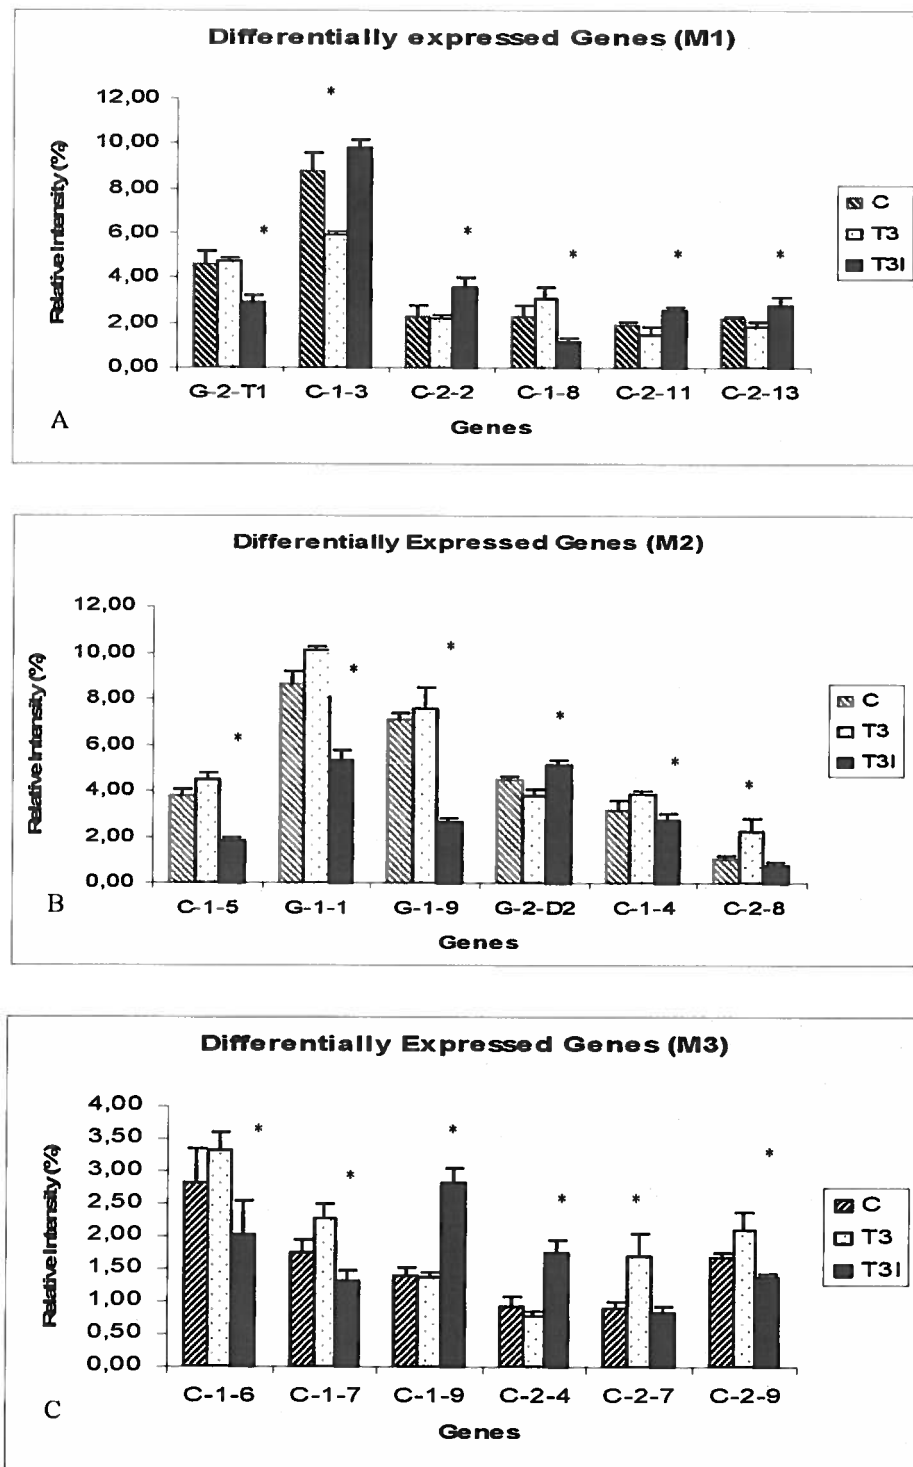 Differentially expressed Genes (M1)
*
12,00
10,00
8,00
6,00
4,00
2,00
0,00
Relative Intensity (%)
* * * * *
C
T3
T3I
G-2-T1 C-1-3 C-2-2 C-1-8 C-2-11 C-2-13
A
Genes
Differentially Expressed Genes (M2)
12,00
10,00
8,00
6,00
4,00
2,00
0,00
Relative Intensity (%)
* * * * * *
C
T3
T3I
C-1-5 G-1-1 G-1-9 G-2-D2 C-1-4 C-2-8
B
Genes
Differentially Expressed Genes (M3)
4,00
3,50
3,00
2,50
2,00
1,50
1,00
0,50
0,00
Relative Intensity (%)
* * * * * *
C
T3
T3I
C-1-6 C-1-7 C-1-9 C-2-4 C-2-7 C-2-9
C
Genes